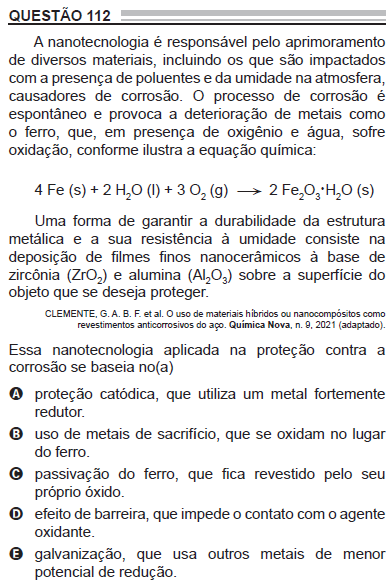 QUESTÃO 112
A nanotecnologia é responsável pelo aprimoramento
de diversos materiais, incluindo os que são impactados
com a presença de poluentes e da umidade na atmosfera,
causadores de corrosão. O processo de corrosão é
espontâneo e provoca a deterioração de metais como
o ferro, que, em presença de oxigênio e água, sofre
oxidação, conforme ilustra a equação química:
4 Fe (s) + 2 H₂O (l) + 3 O₂ (g) ⟶ 2 Fe₂O₃·H₂O (s)
Uma forma de garantir a durabilidade da estrutura
metálica e a sua resistência à umidade consiste na
deposição de filmes finos nanocerâmicos à base de
zircônia (ZrO₂) e alumina (Al₂O₃) sobre a superfície do
objeto que se deseja proteger.
CLEMENTE, G. A. B. F. et al. O uso de materiais híbridos ou nanocompósitos como
revestimentos anticorrosivos do aço. Química Nova, n. 9, 2021 (adaptado).
Essa nanotecnologia aplicada na proteção contra a
corrosão se baseia no(a)
A proteção catódica, que utiliza um metal fortemente
redutor.
B uso de metais de sacrifício, que se oxidam no lugar
do ferro.
C passivação do ferro, que fica revestido pelo seu
próprio óxido.
D efeito de barreira, que impede o contato com o agente
oxidante.
E galvanização, que usa outros metais de menor
potencial de redução.